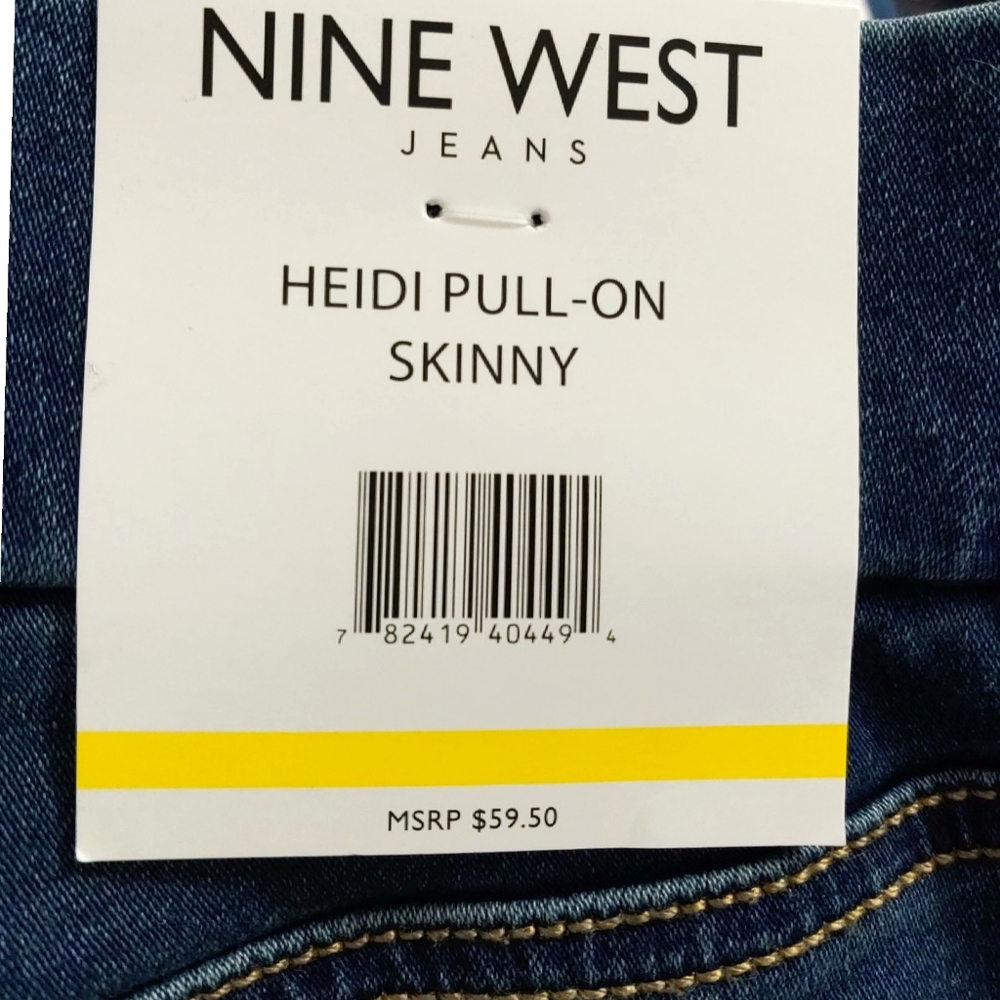 NINE WEST
JEANS
HEIDI PULL-ON
SKINNY
7 82419 40449 4
MSRP $59.50